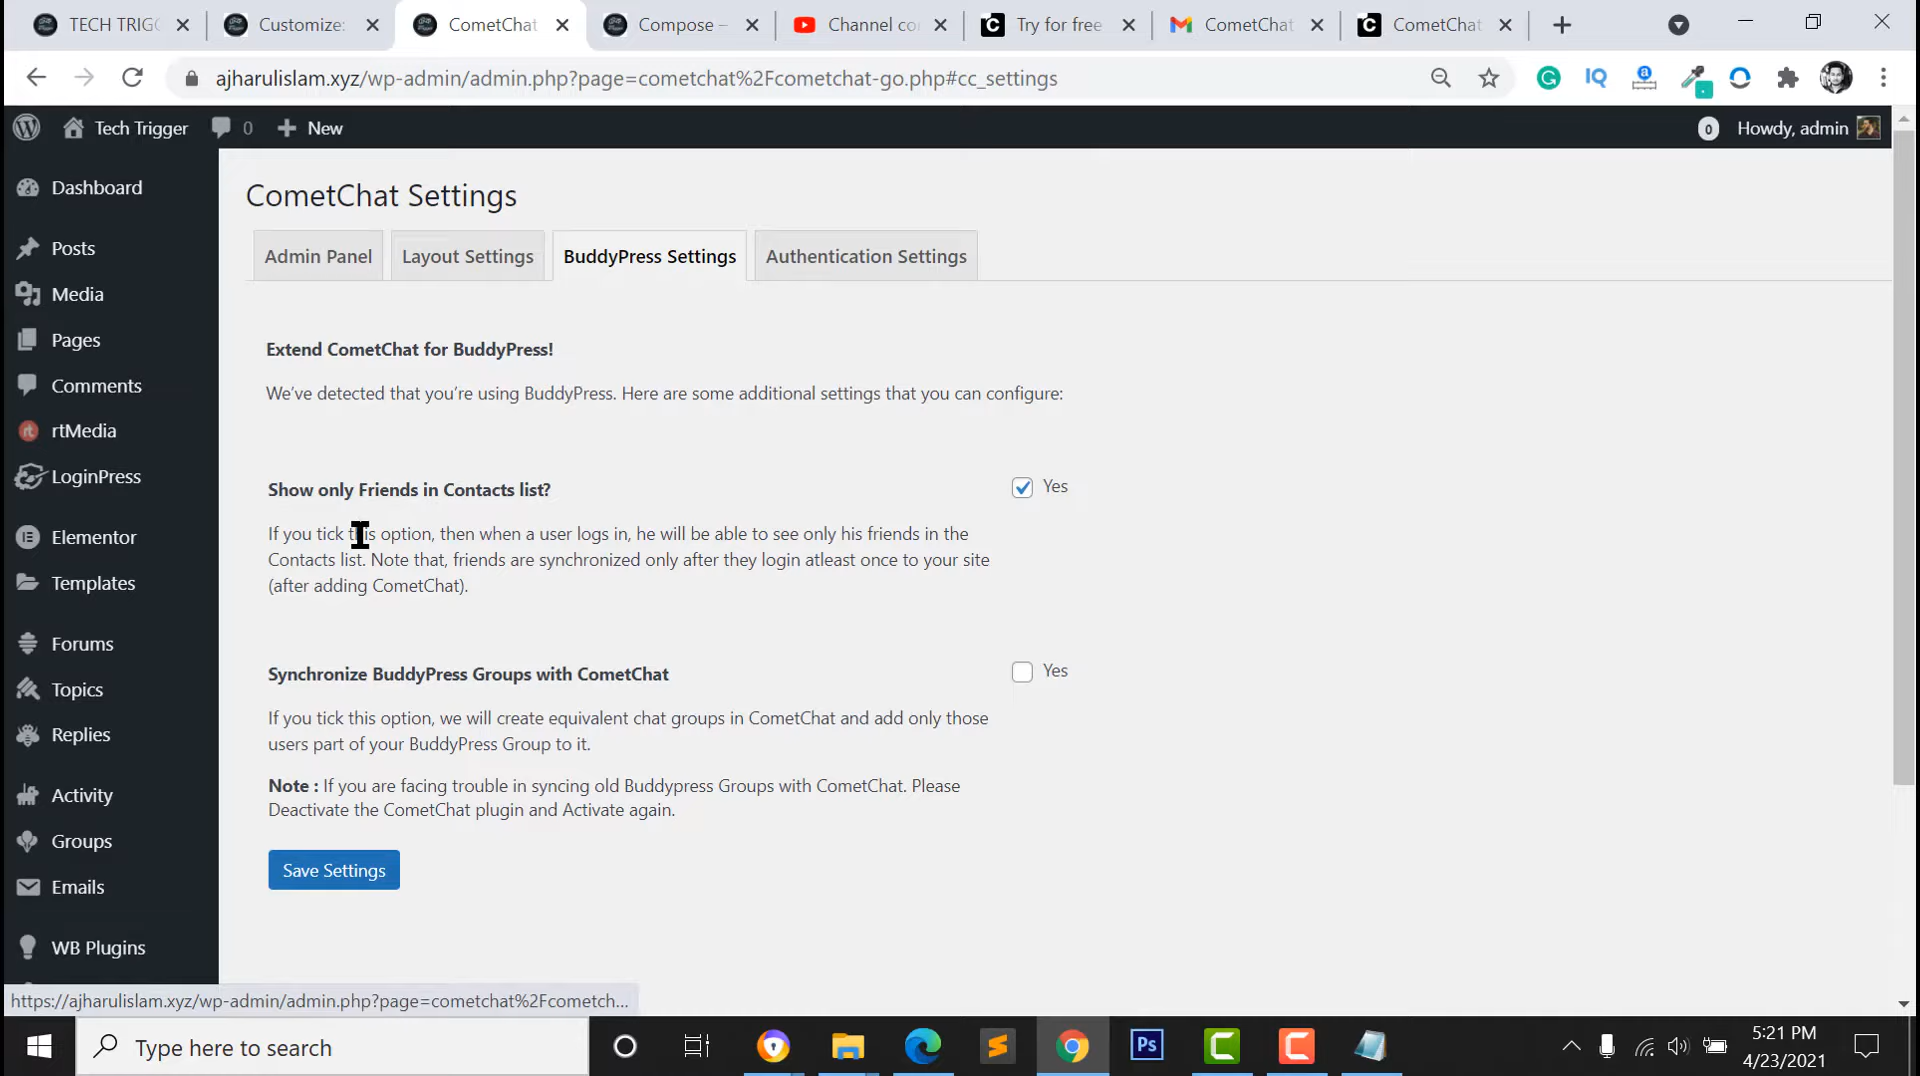 TECH TRIGG
Customize:
CometChat
Compose –
Channel co
Try for free
CometChat
CometChat
ajharulislam.xyz/wp-admin/admin.php?page=cometchat%2Fcometchat-go.php#cc_settings
Tech Trigger
0
New
0
Howdy, admin
Dashboard
Posts
Media
Pages
Comments
rtMedia
LoginPress
Elementor
Templates
Forums
Topics
Replies
Activity
Groups
Emails
WB Plugins
CometChat Settings
Admin Panel
Layout Settings
BuddyPress Settings
Authentication Settings
Extend CometChat for BuddyPress!
We've detected that you're using BuddyPress. Here are some additional settings that you can configure:
Show only Friends in Contacts list?
Yes
If you tick this option, then when a user logs in, he will be able to see only his friends in the
Contacts list. Note that, friends are synchronized only after they login atleast once to your site
(after adding CometChat).
Synchronize BuddyPress Groups with CometChat
Yes
If you tick this option, we will create equivalent chat groups in CometChat and add only those
users part of your BuddyPress Group to it.
Note : If you are facing trouble in syncing old Buddypress Groups with CometChat. Please
Deactivate the CometChat plugin and Activate again.
Save Settings
https://ajharulislam.xyz/wp-admin/admin.php?page=cometchat%2Fcometch...
Type here to search
Ps
5:21 PM
4/23/2021